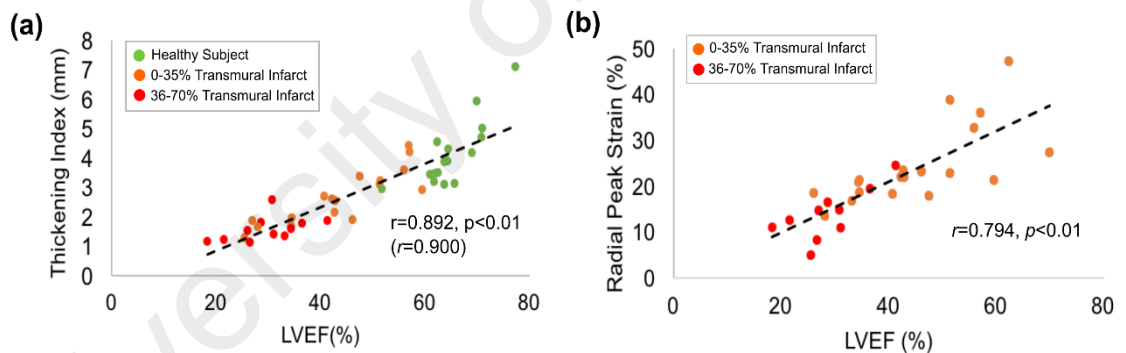 (a)
8
7
6
5
4
3
2
1
0
Thickening Index (mm)
Healthy Subject
0-35% Transmural Infarct
36-70% Transmural Infarct
r=0.892, p<0.01
(r=0.900)
0 20 40 60 80
LVEF(%)
(b)
50
40
30
20
10
0
Radial Peak Strain (%)
0-35% Transmural Infarct
36-70% Transmural Infarct
r=0.794, p<0.01
0 20 40 60 80
LVEF (%)
versity o